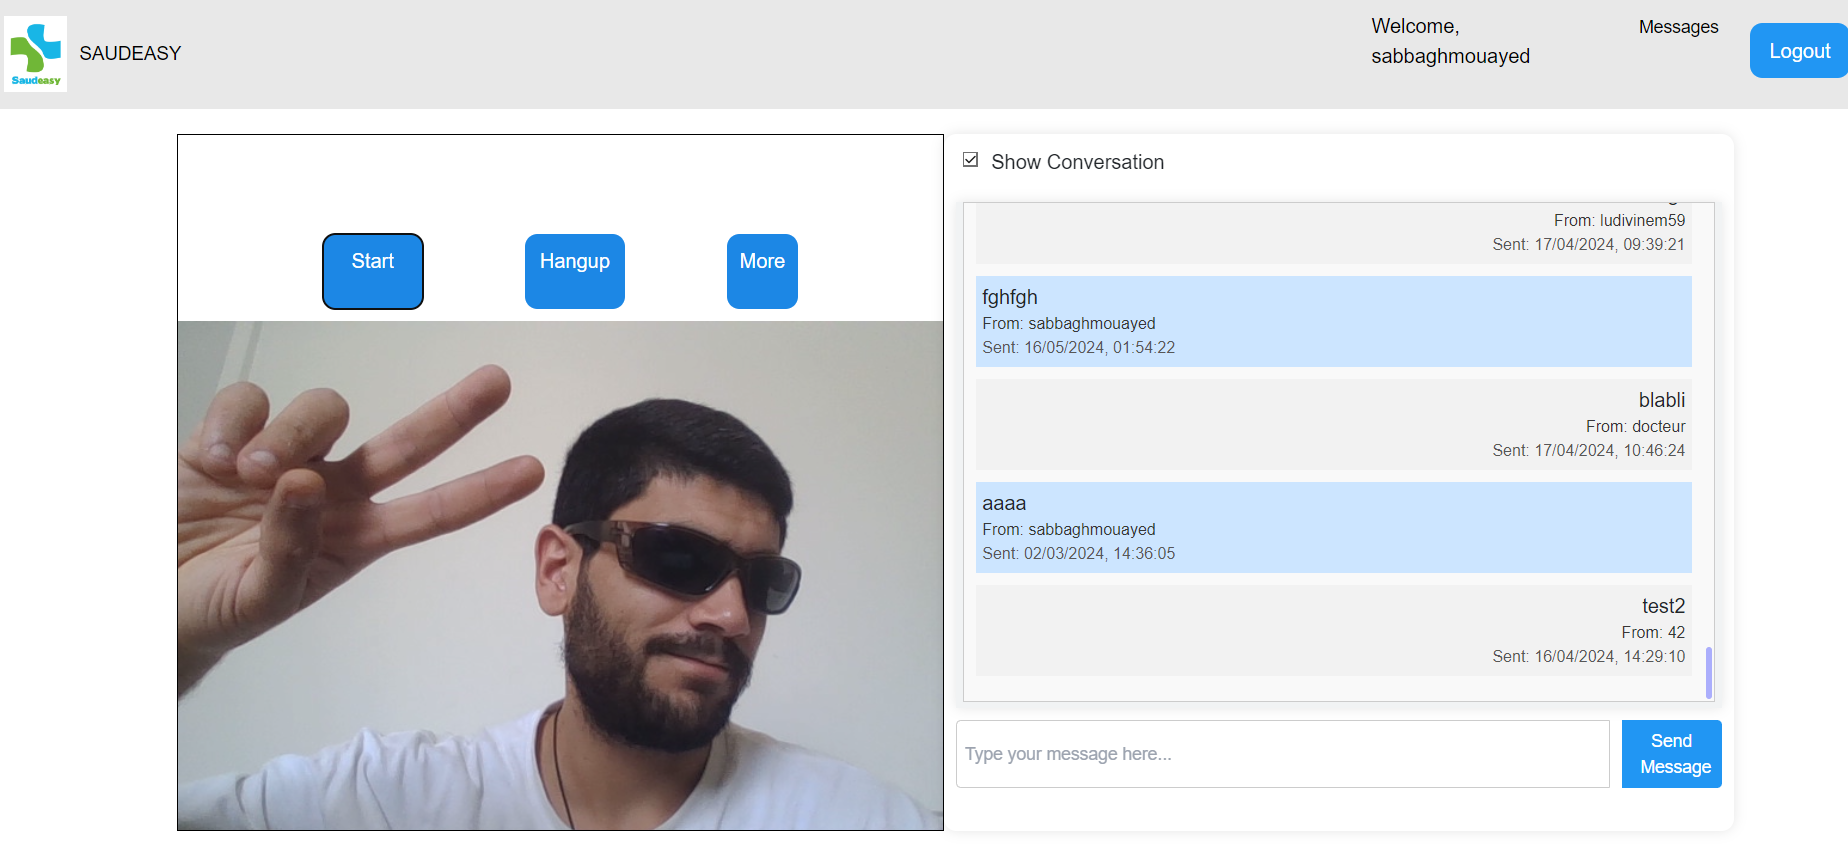 Saudeasy
SAUDEASY
Welcome,
sabbaghmouayed
Messages
Logout
Start
Hangup
More
Show Conversation
From: ludivinem59
Sent: 17/04/2024, 09:39:21
fghfgh
From: sabbaghmouayed
Sent: 16/05/2024, 01:54:22
blabli
From: docteur
Sent: 17/04/2024, 10:46:24
aaaa
From: sabbaghmouayed
Sent: 02/03/2024, 14:36:05
test2
From: 42
Sent: 16/04/2024, 14:29:10
Type your message here...
Send
Message